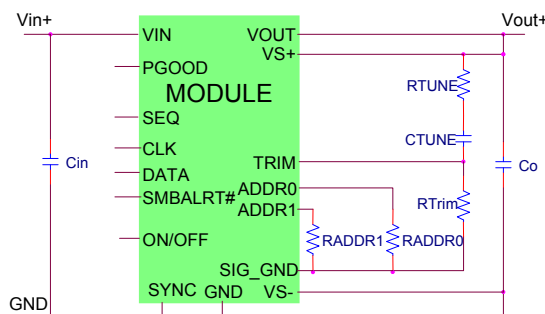 Vin+
Vout+
VIN
VOUT
VS+
PGOOD
RTUNE
MODULE
SEQ
CTUNE
CLK
TRIM
Cin
Co
DATA
ADDR0
SMBALRT#
RTrim
ADDR1
ON/OFF
RADDR1
RADDR0
SIG_GND
SYNC
GND
VS-
GND